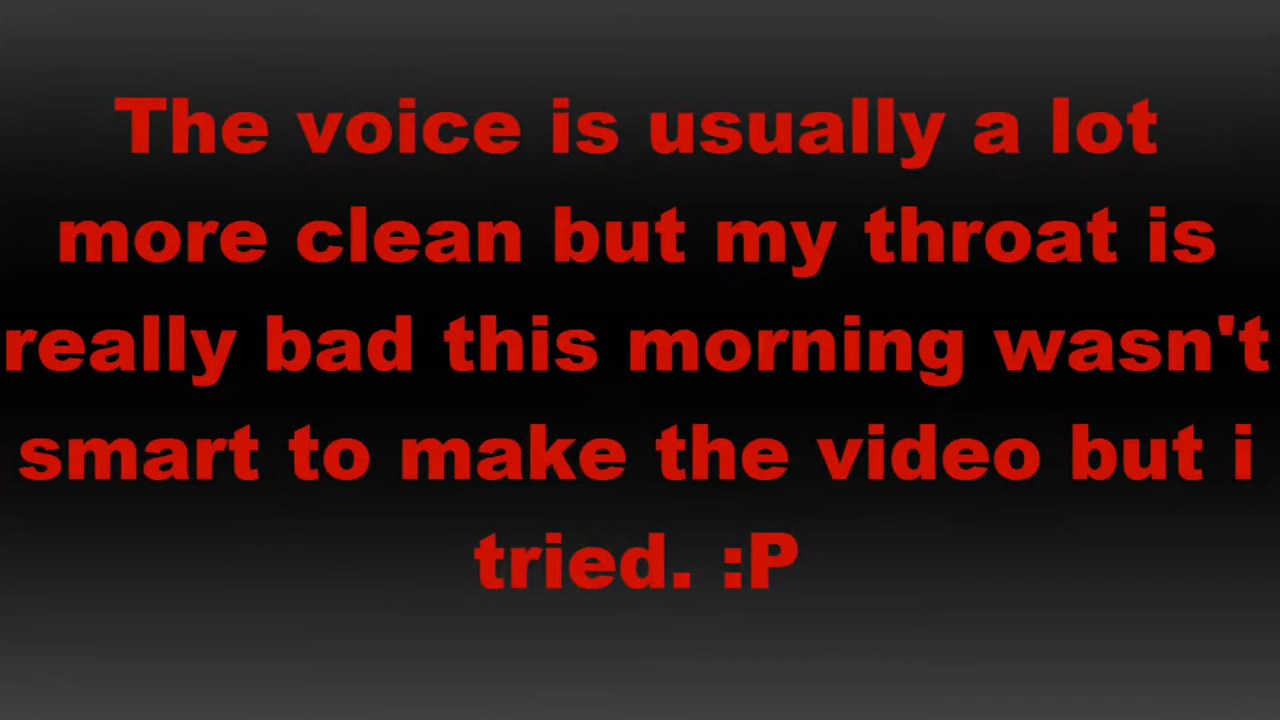 The voice is usually a lot
more clean but my throat is
really bad this morning wasn't
smart to make the video but i
tried. :P